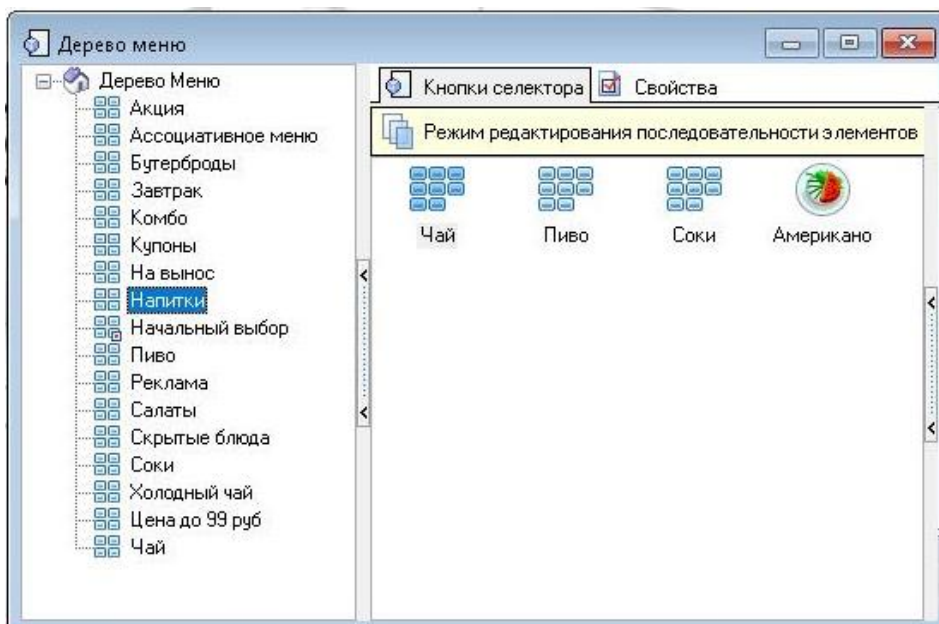 Дерево меню
Дерево Меню
Акция
Ассоциативное меню
Бутерброды
Завтрак
Комбо
Купоны
На вынос
Напитки
Начальный выбор
Пиво
Реклама
Салаты
Скрытые блюда
Соки
Холодный чай
Цена до 99 руб
Чай
Кнопки селектора Свойства
Режим редактирования последовательности элементов
Чай Пиво Соки Американо